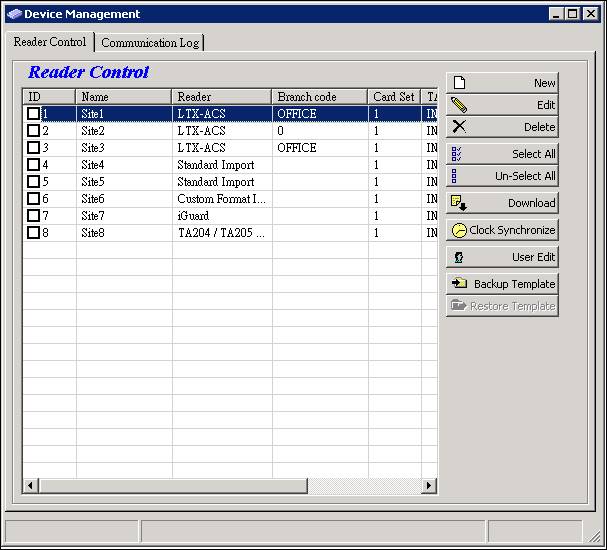 Device Management
Reader Control Communication Log
Reader Control
ID Name Reader Branch code Card Set TA
1 Site1 LTX-ACS OFFICE 1 IN
2 Site2 LTX-ACS 0 1 IN
3 Site3 LTX-ACS OFFICE 1 IN
4 Site4 Standard Import 1 IN
5 Site5 Standard Import 1 IN
6 Site6 Custom Format I... 1 IN
7 Site7 iGuard 1 IN
8 Site8 TA204 / TA205 ... 1 IN
New
Edit
Delete
Select All
Un-Select All
Download
Clock Synchronize
User Edit
Backup Template
Restore Template